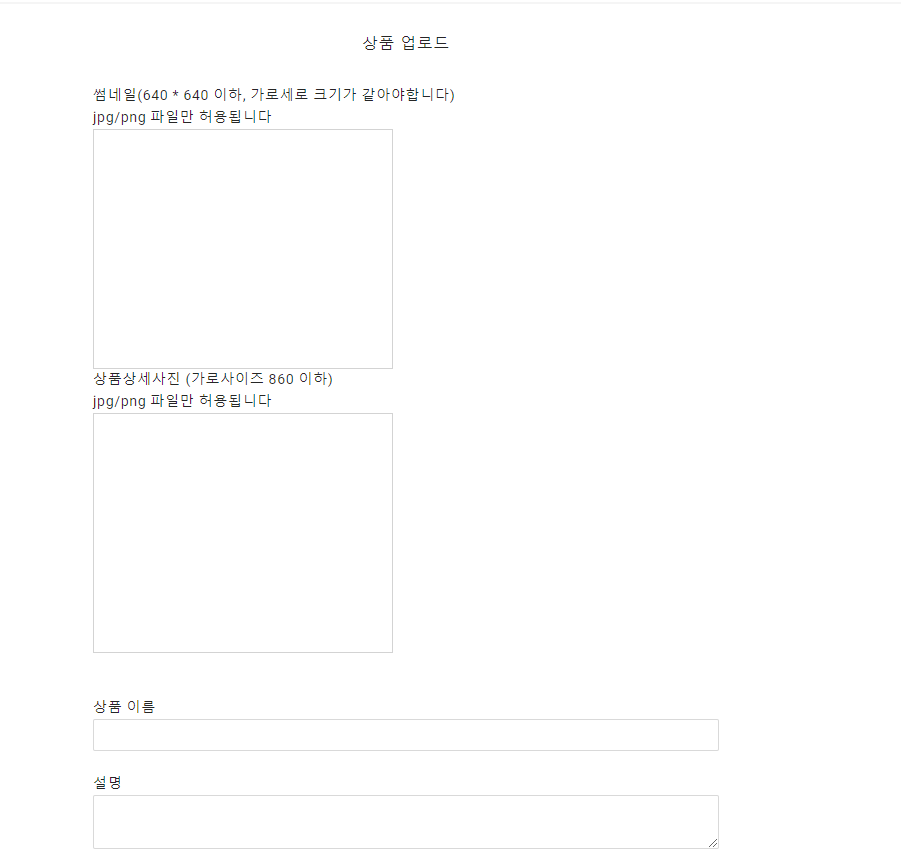 상품 업로드
썸네일(640 * 640 이하, 가로세로 크기가 같아야합니다)
jpg/png 파일만 허용됩니다
상품상세사진 (가로사이즈 860 이하)
jpg/png 파일만 허용됩니다
상품 이름
설명